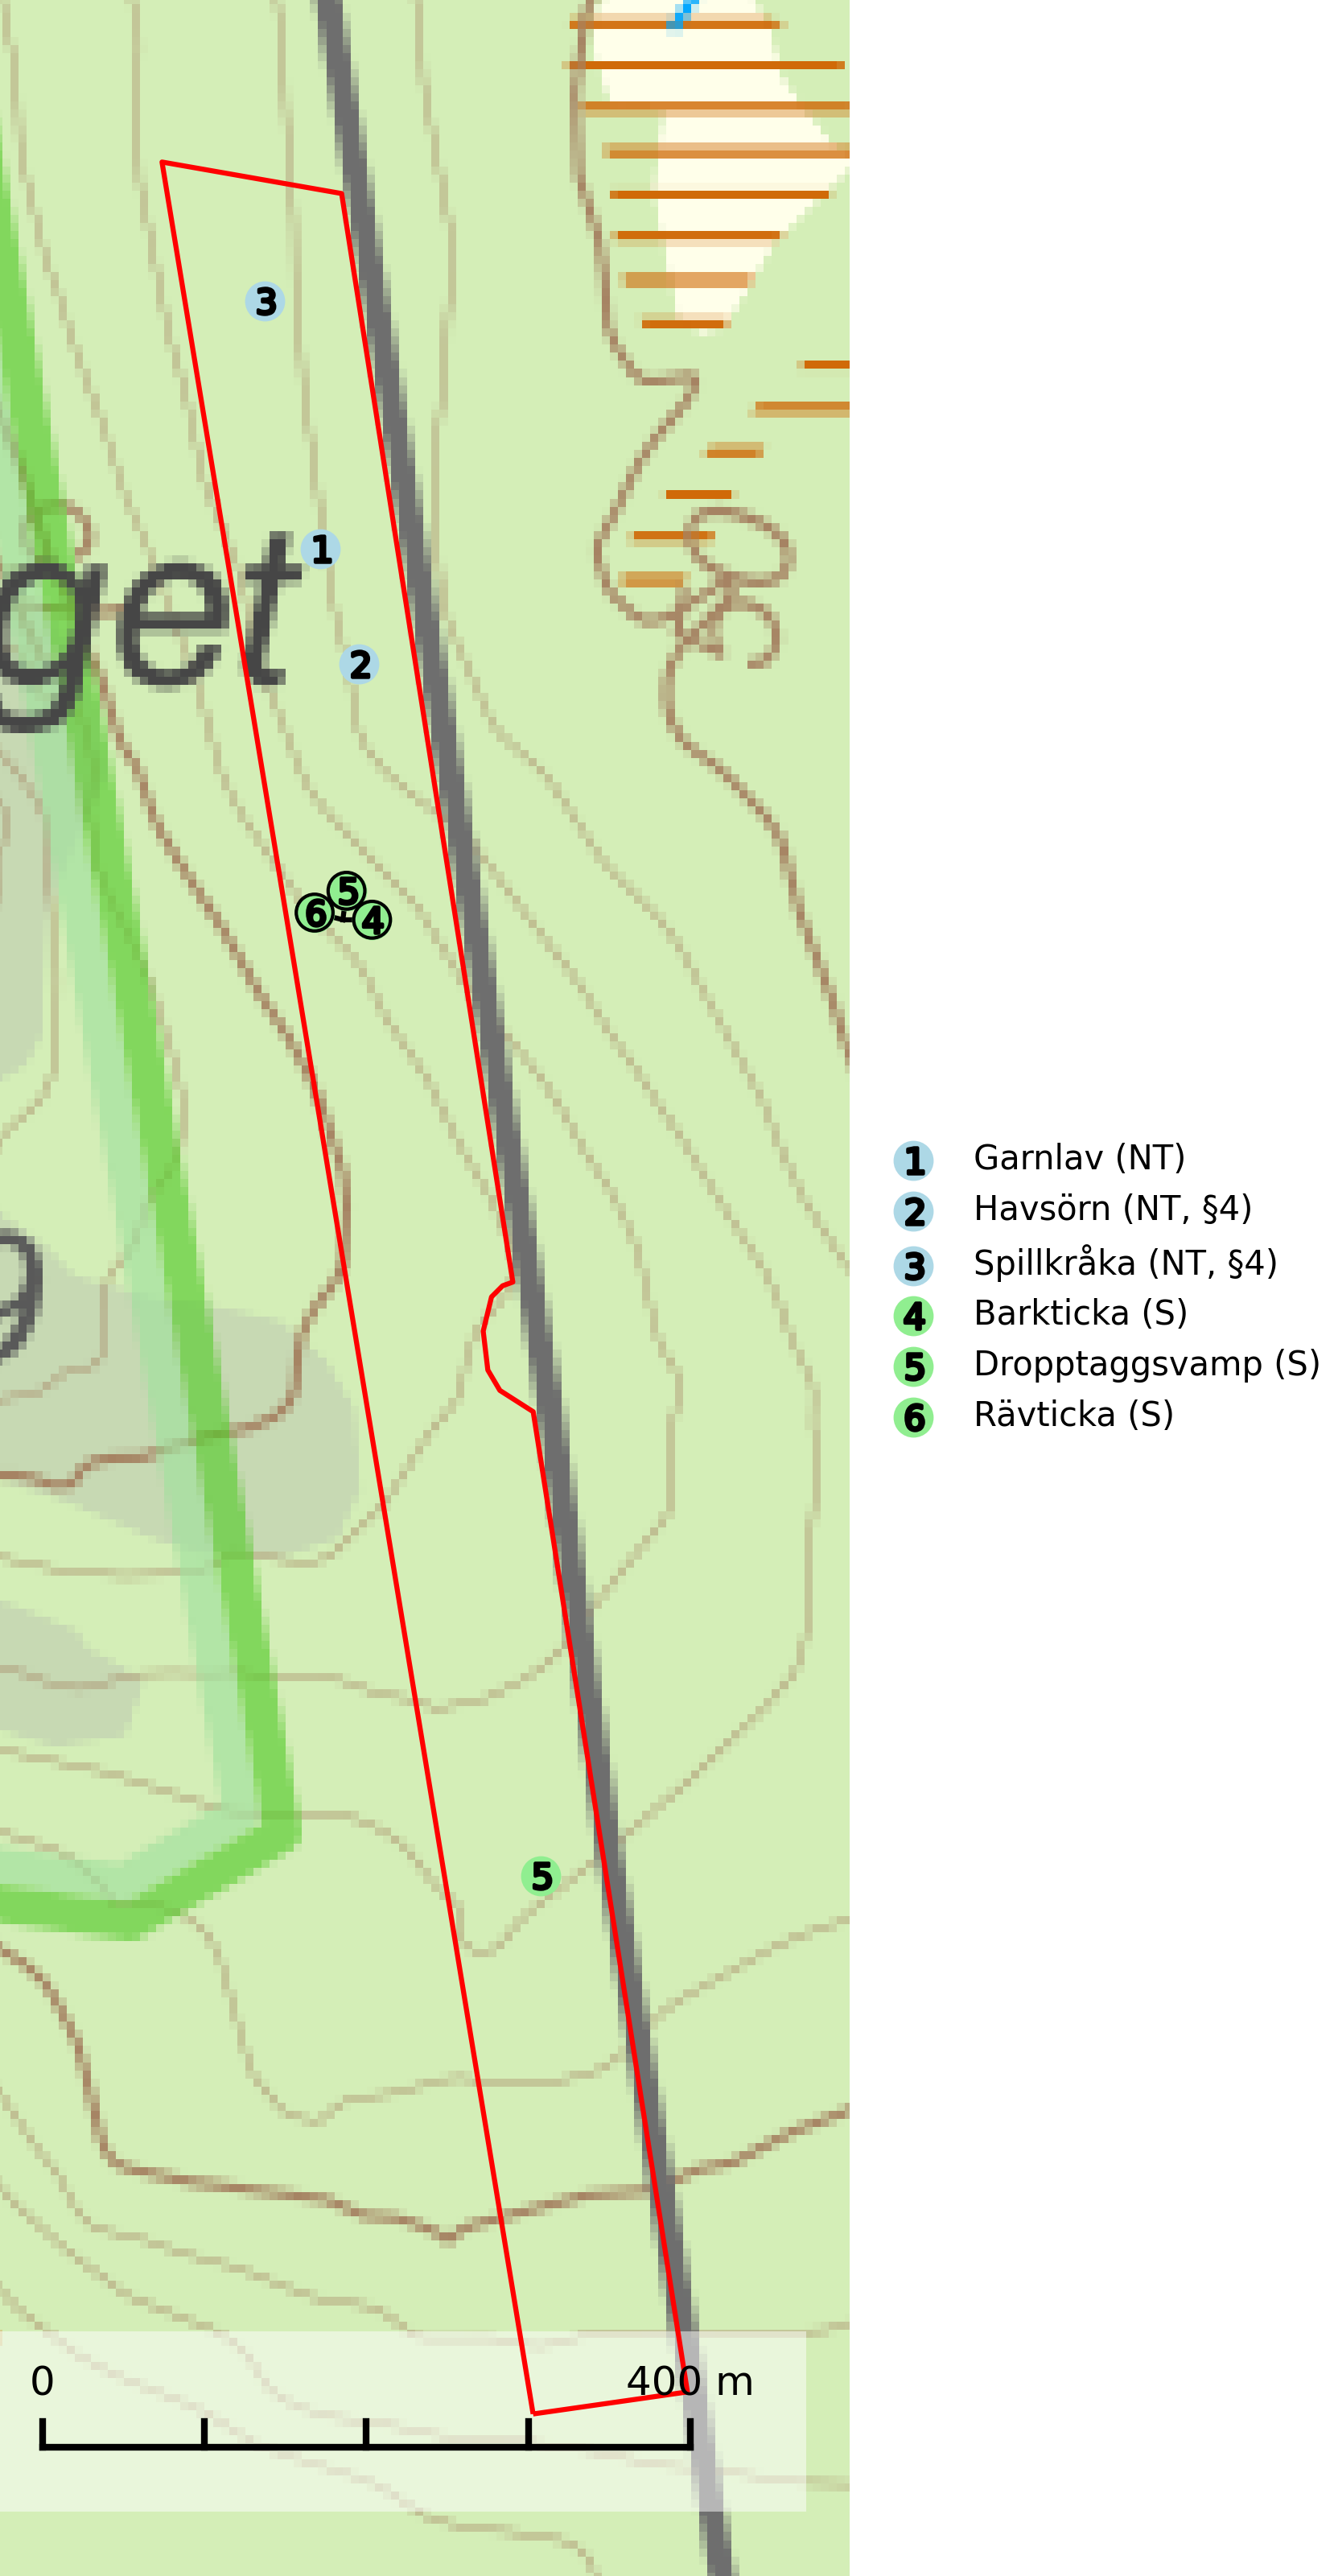 3
get 1
2
5
6 4
1 Garnlav (NT)
2 Havsörn (NT, §4)
3 Spillkråka (NT, §4)
4 Barkticka (S)
5 Dropptaggsvamp (S)
6 Rävticka (S)
5
0 400 m